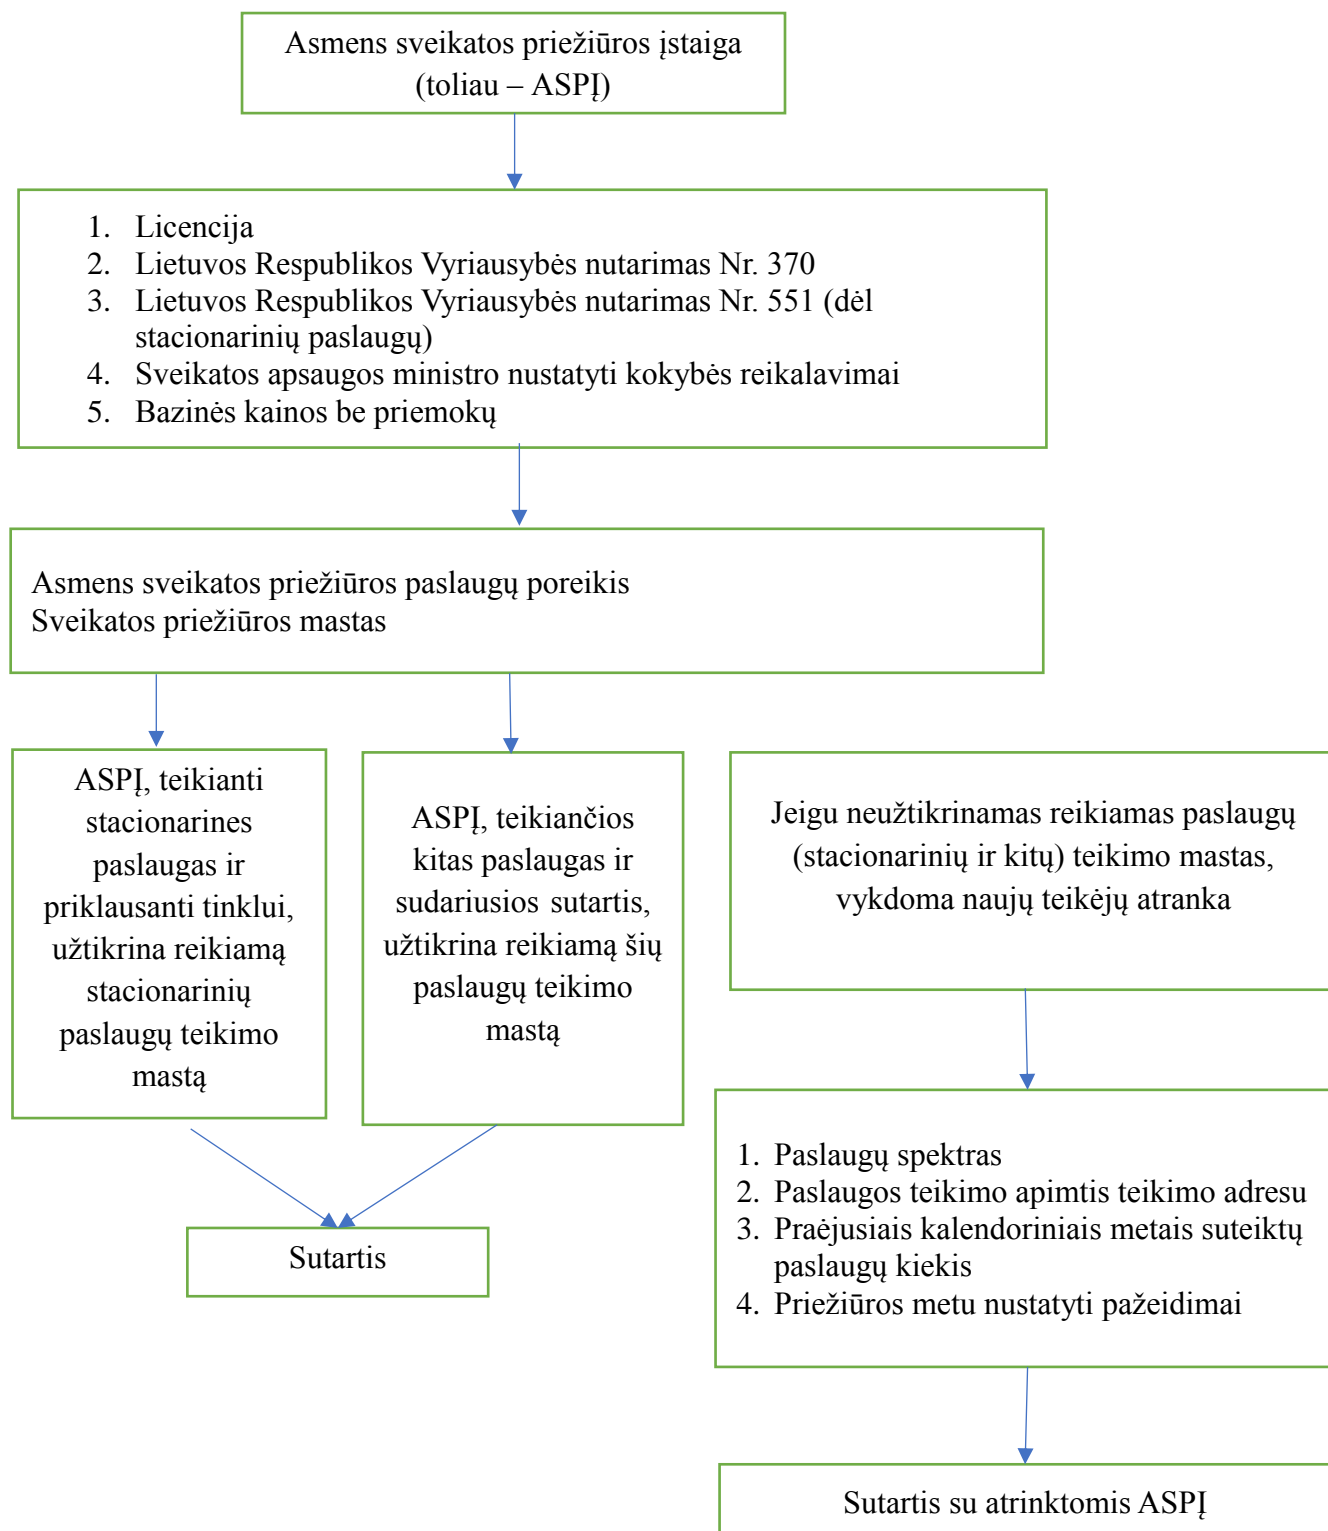 Asmens sveikatos priežiūros įstaiga
(toliau – ASPĮ)
1. Licencija
2. Lietuvos Respublikos Vyriausybės nutarimas Nr. 370
3. Lietuvos Respublikos Vyriausybės nutarimas Nr. 551 (dėl
stacionarinių paslaugų)
4. Sveikatos apsaugos ministro nustatyti kokybės reikalavimai
5. Bazinės kainos be priemokų
Asmens sveikatos priežiūros paslaugų poreikis
Sveikatos priežiūros mastas
ASPĮ, teikianti
stacionarines
paslaugas ir
priklausanti tinklui,
užtikrina reikiamą
stacionarinių
paslaugų teikimo
mastą
ASPĮ, teikiančios
kitas paslaugas ir
sudariusios sutartis,
užtikrina reikiamą šių
paslaugų teikimo
mastą
Jeigu neužtikrinamas reikiamas paslaugų
(stacionarinių ir kitų) teikimo mastas,
vykdoma naujų teikėjų atranka
Sutartis
1. Paslaugų spektras
2. Paslaugos teikimo apimtis teikimo adresu
3. Praėjusiais kalendoriniais metais suteiktų
paslaugų kiekis
4. Priežiūros metu nustatyti pažeidimai
Sutartis su atrinktomis ASPĮ